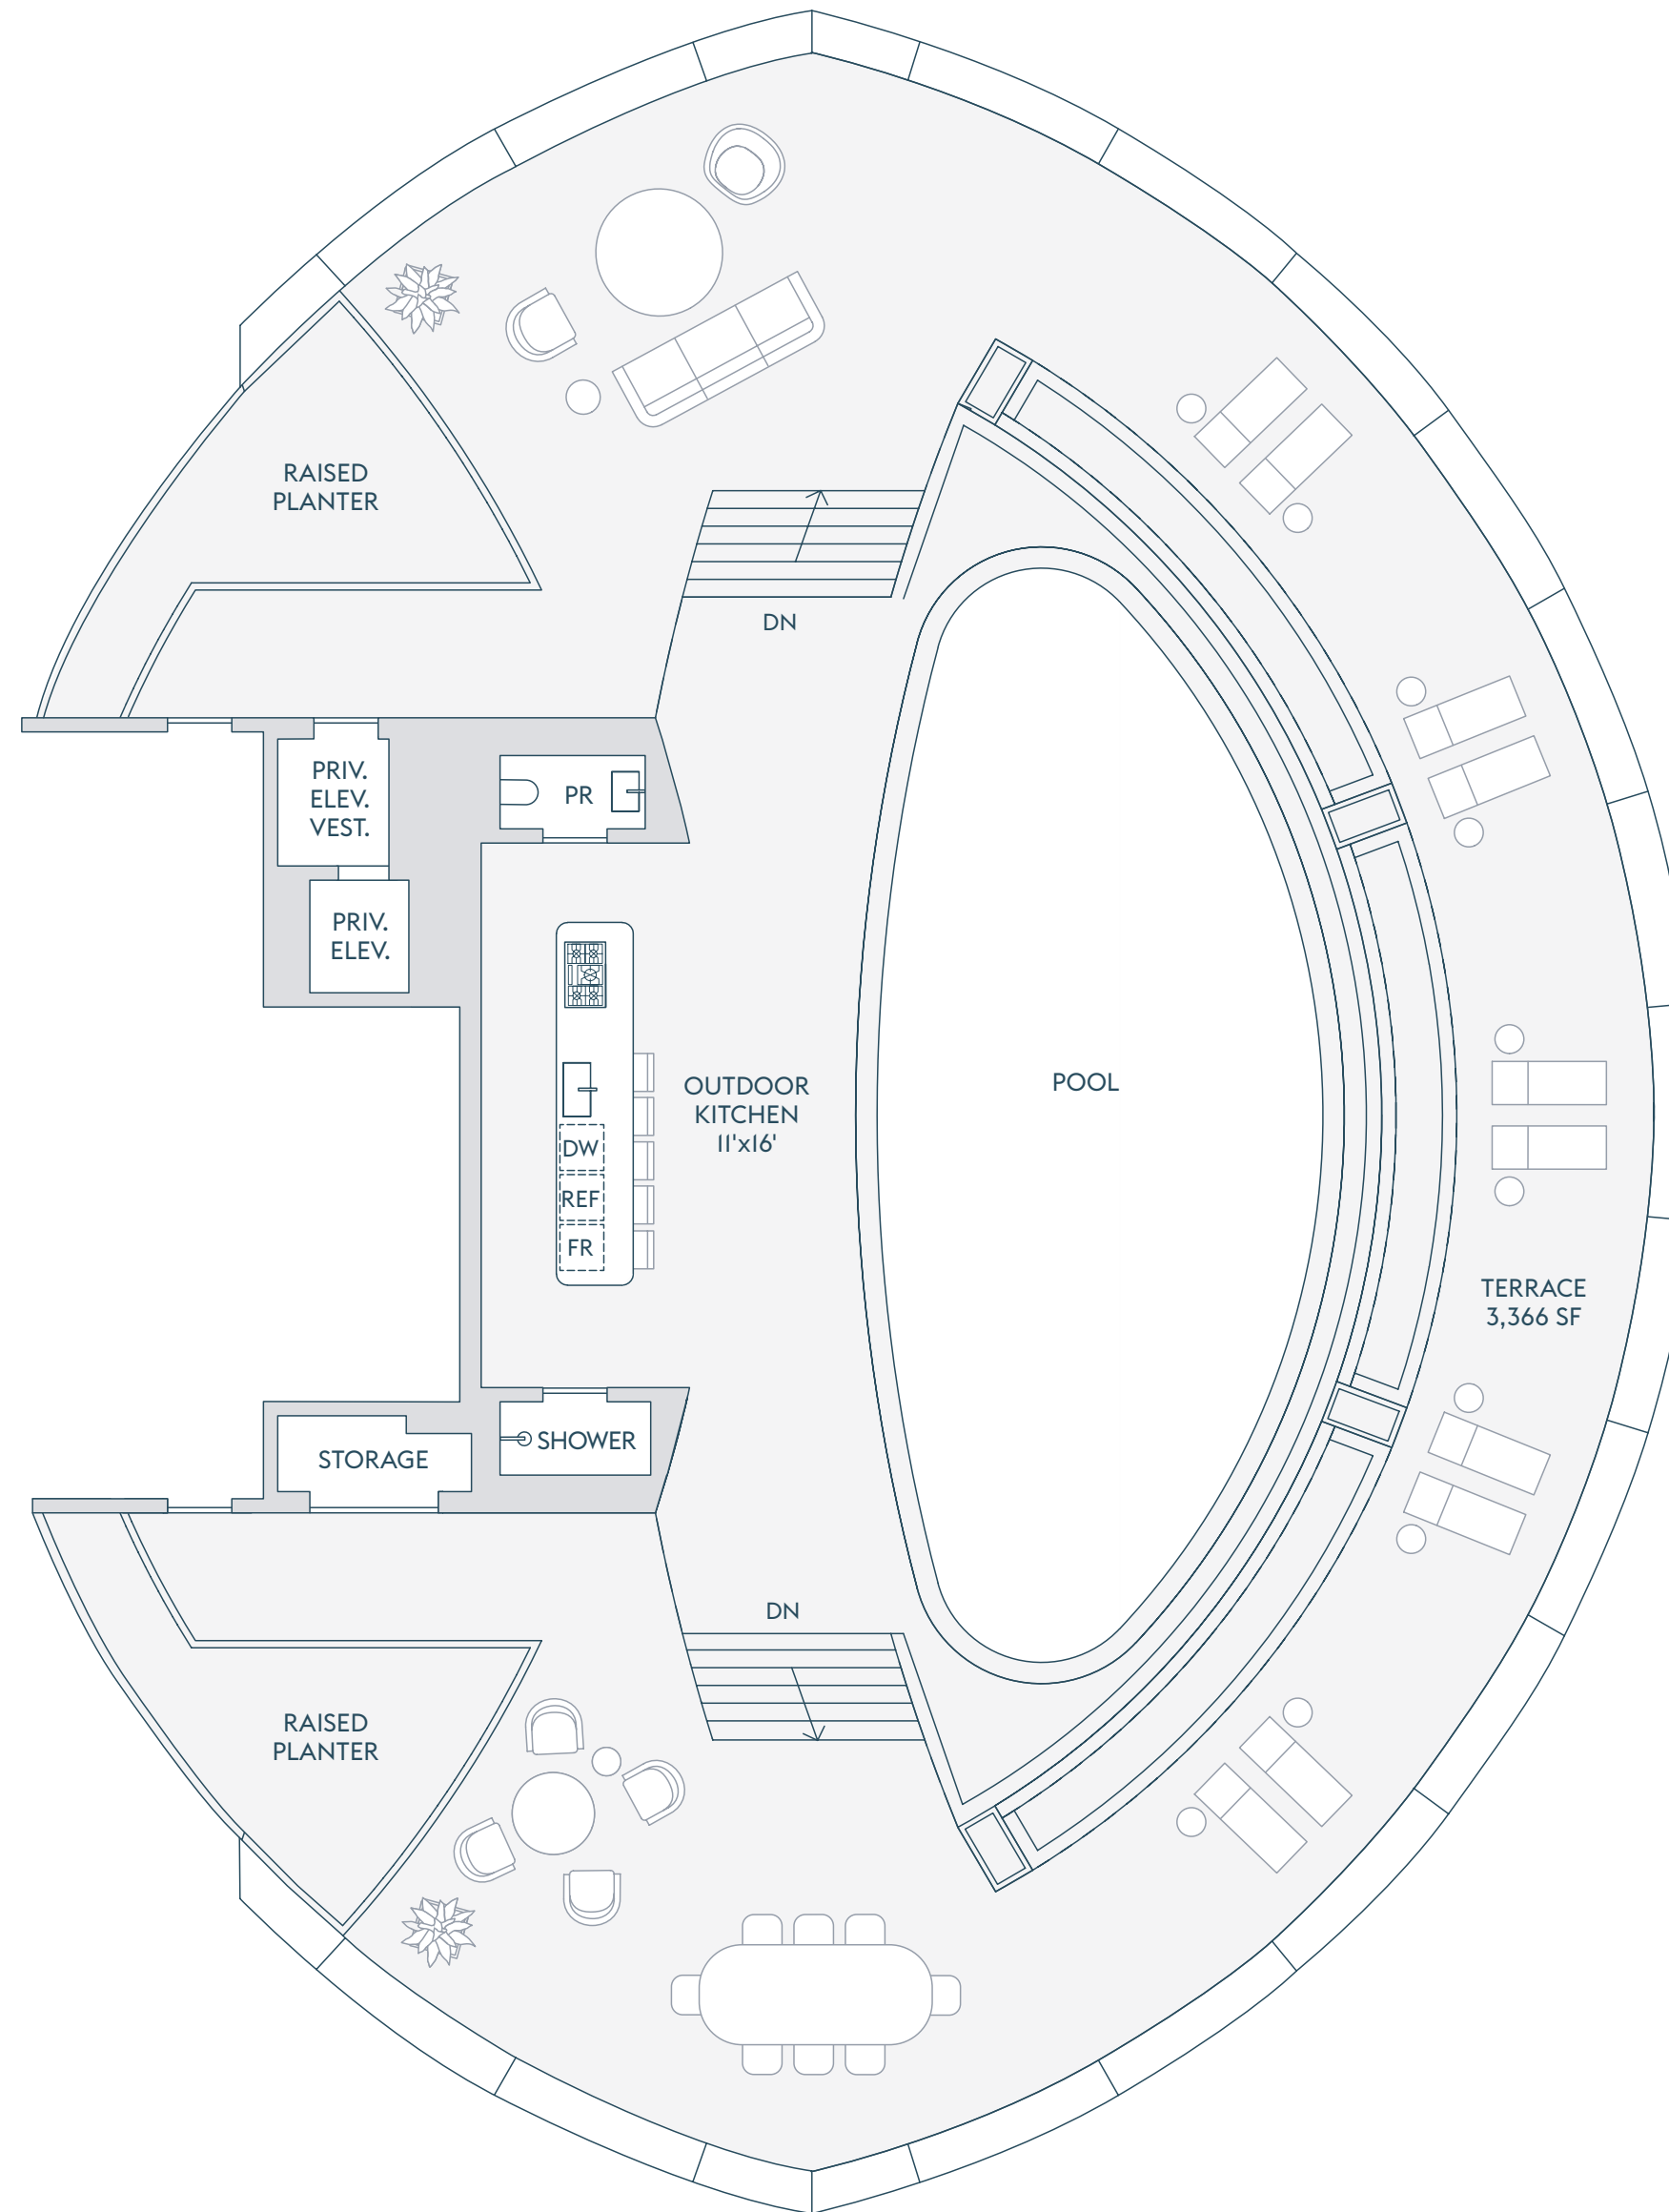 RAISED
PLANTER
DN
PRIV.
ELEV.
VEST.
PR
PRIV.
ELEV.
OUTDOOR
KITCHEN
11'x16'
POOL
DW
REF
FR
TERRACE
3,366 SF
SHOWER
STORAGE
DN
RAISED
PLANTER